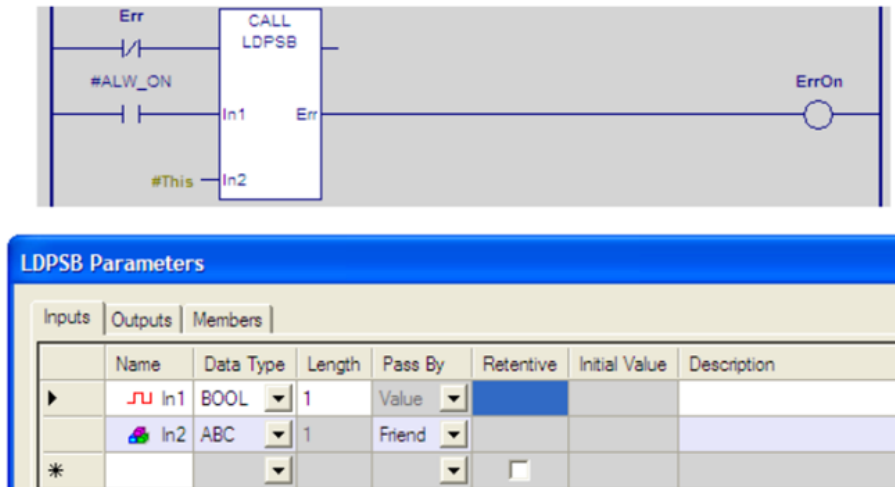 Err
CALL
LDPSB
#ALW_ON
ErrOn
In1 Err
#This In2
LDPSB Parameters
Inputs Outputs Members
Name Data Type Length Pass By Retentive Initial Value Description
In1 BOOL 1 Value
In2 ABC 1 Friend